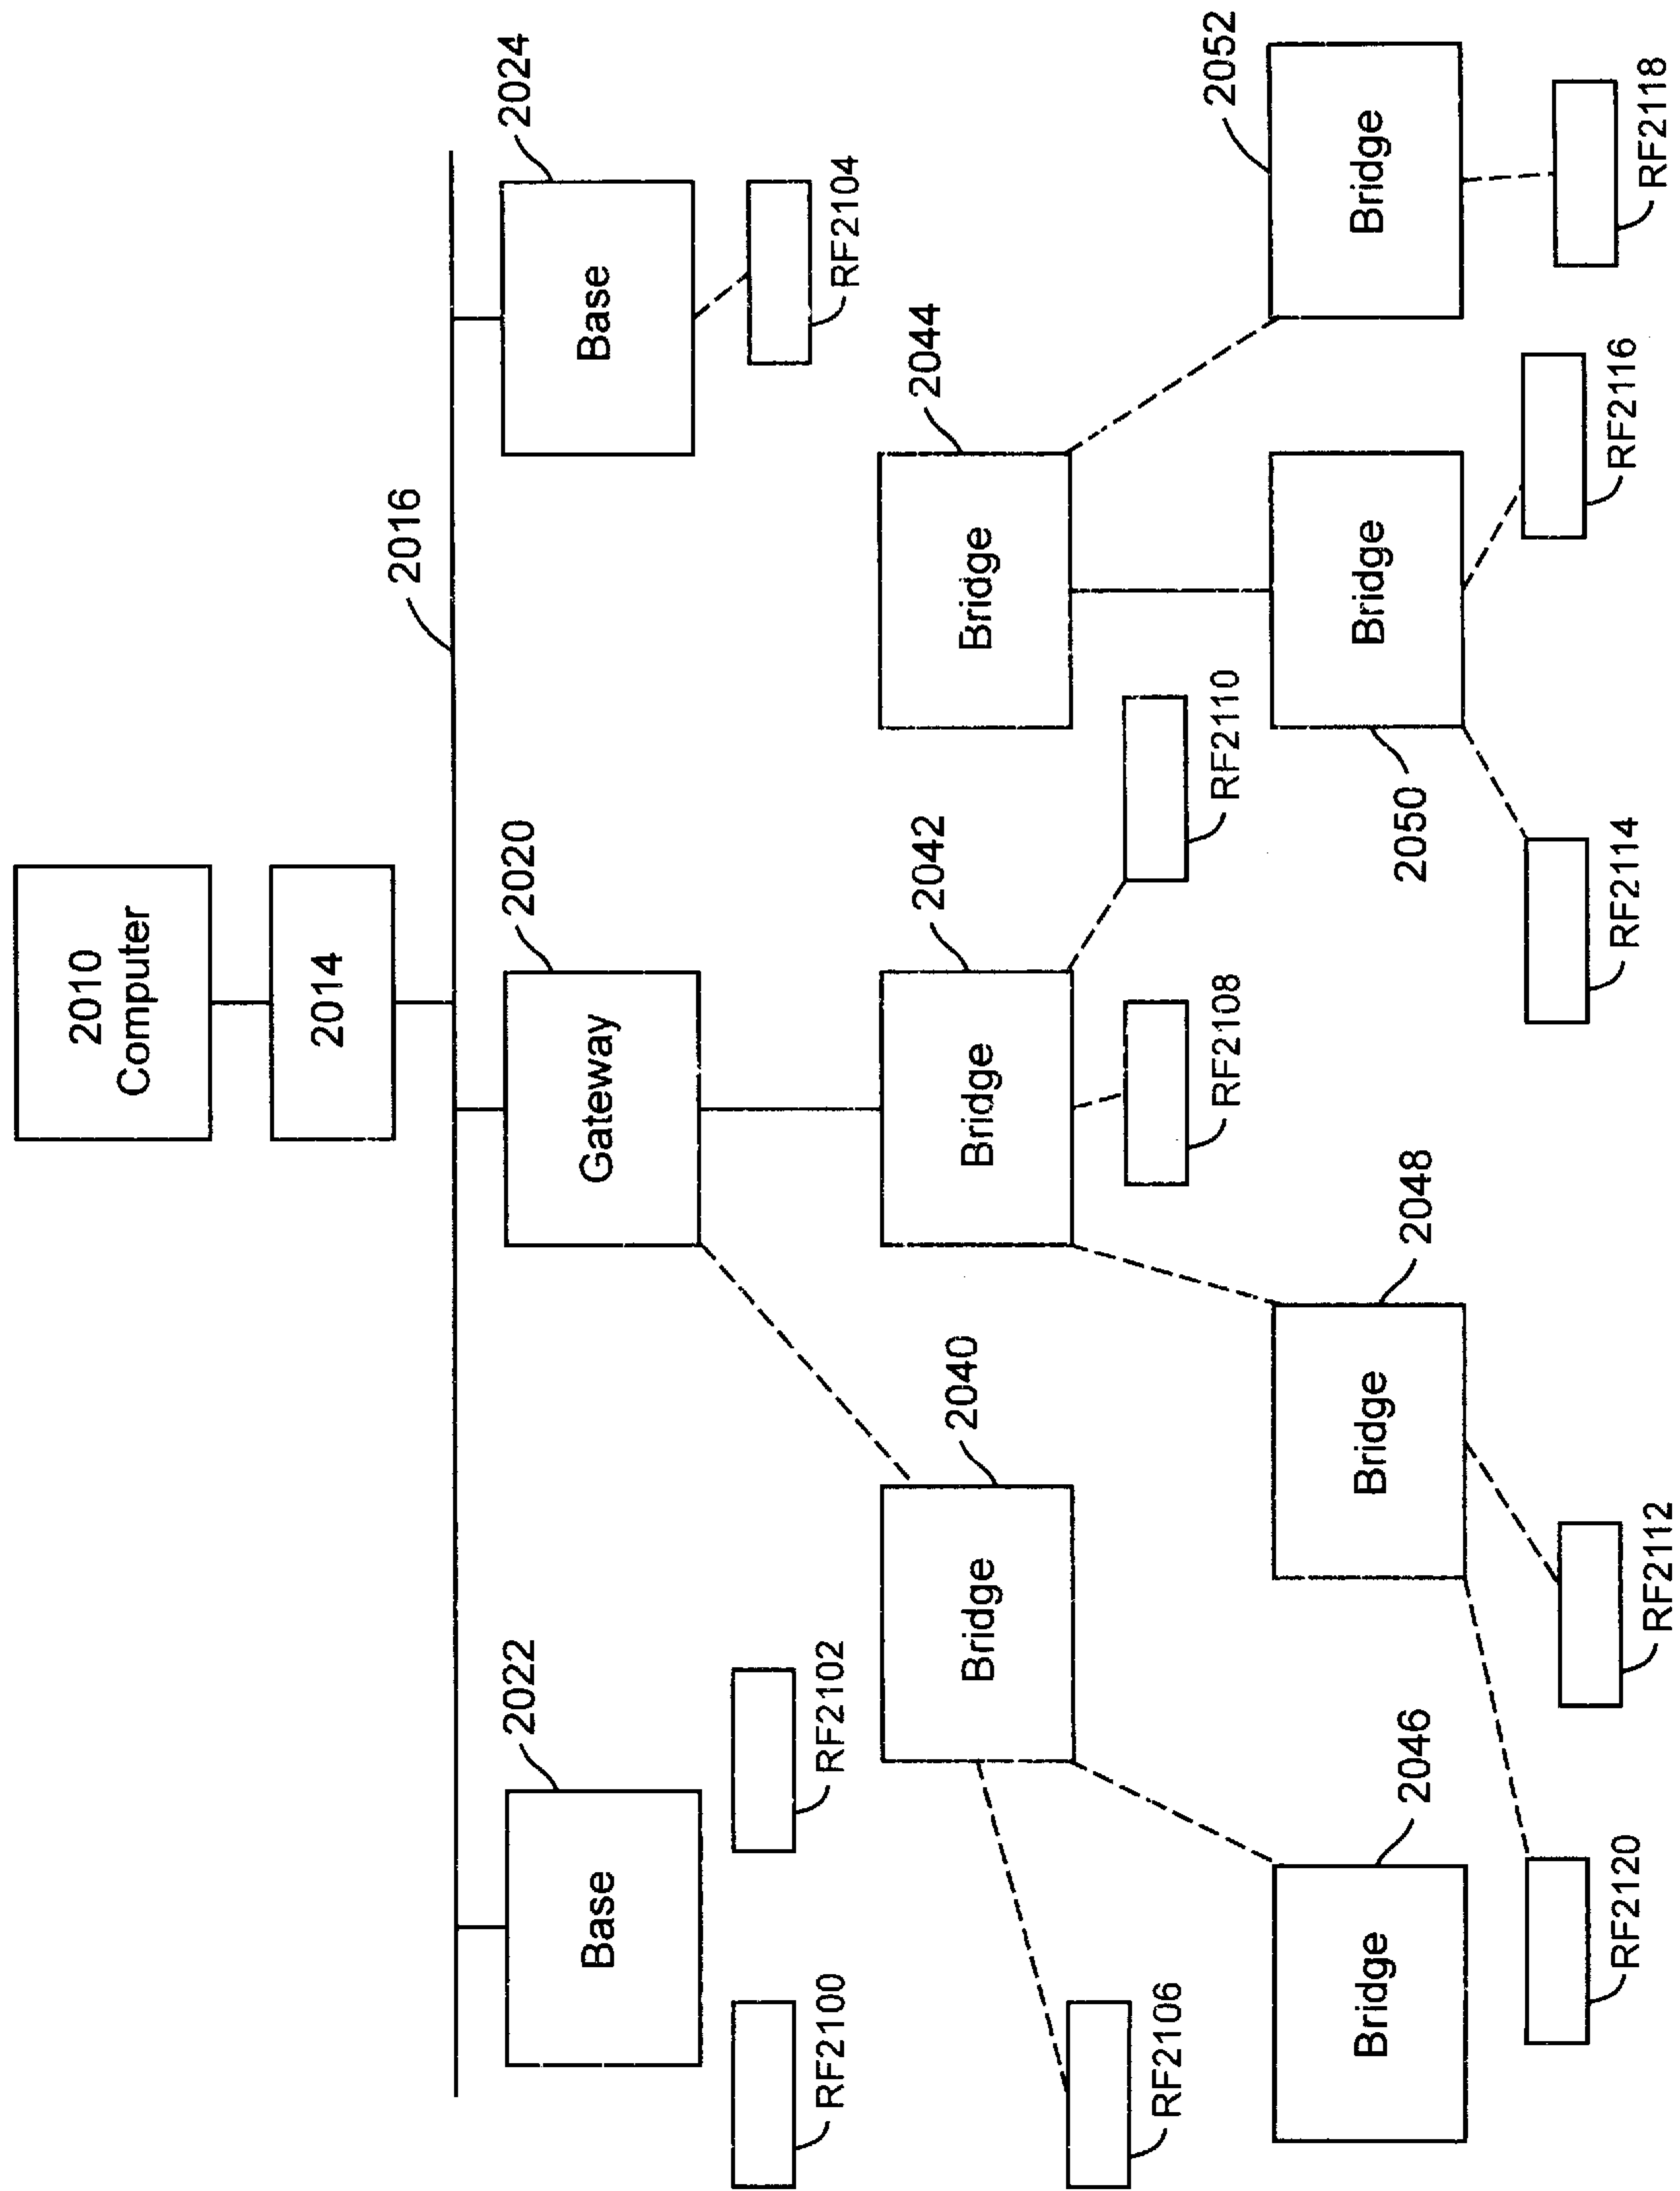 2010
Computer
2014
2016
2022
2020
2024
Base
Gateway
Base
RF2100
RF2102
RF2104
2040
2042
2044
Bridge
Bridge
Bridge
RF2106
RF2108
RF2110
2046
2048
2050
2052
Bridge
Bridge
Bridge
Bridge
RF2120
RF2112
RF2114
RF2116
RF2118